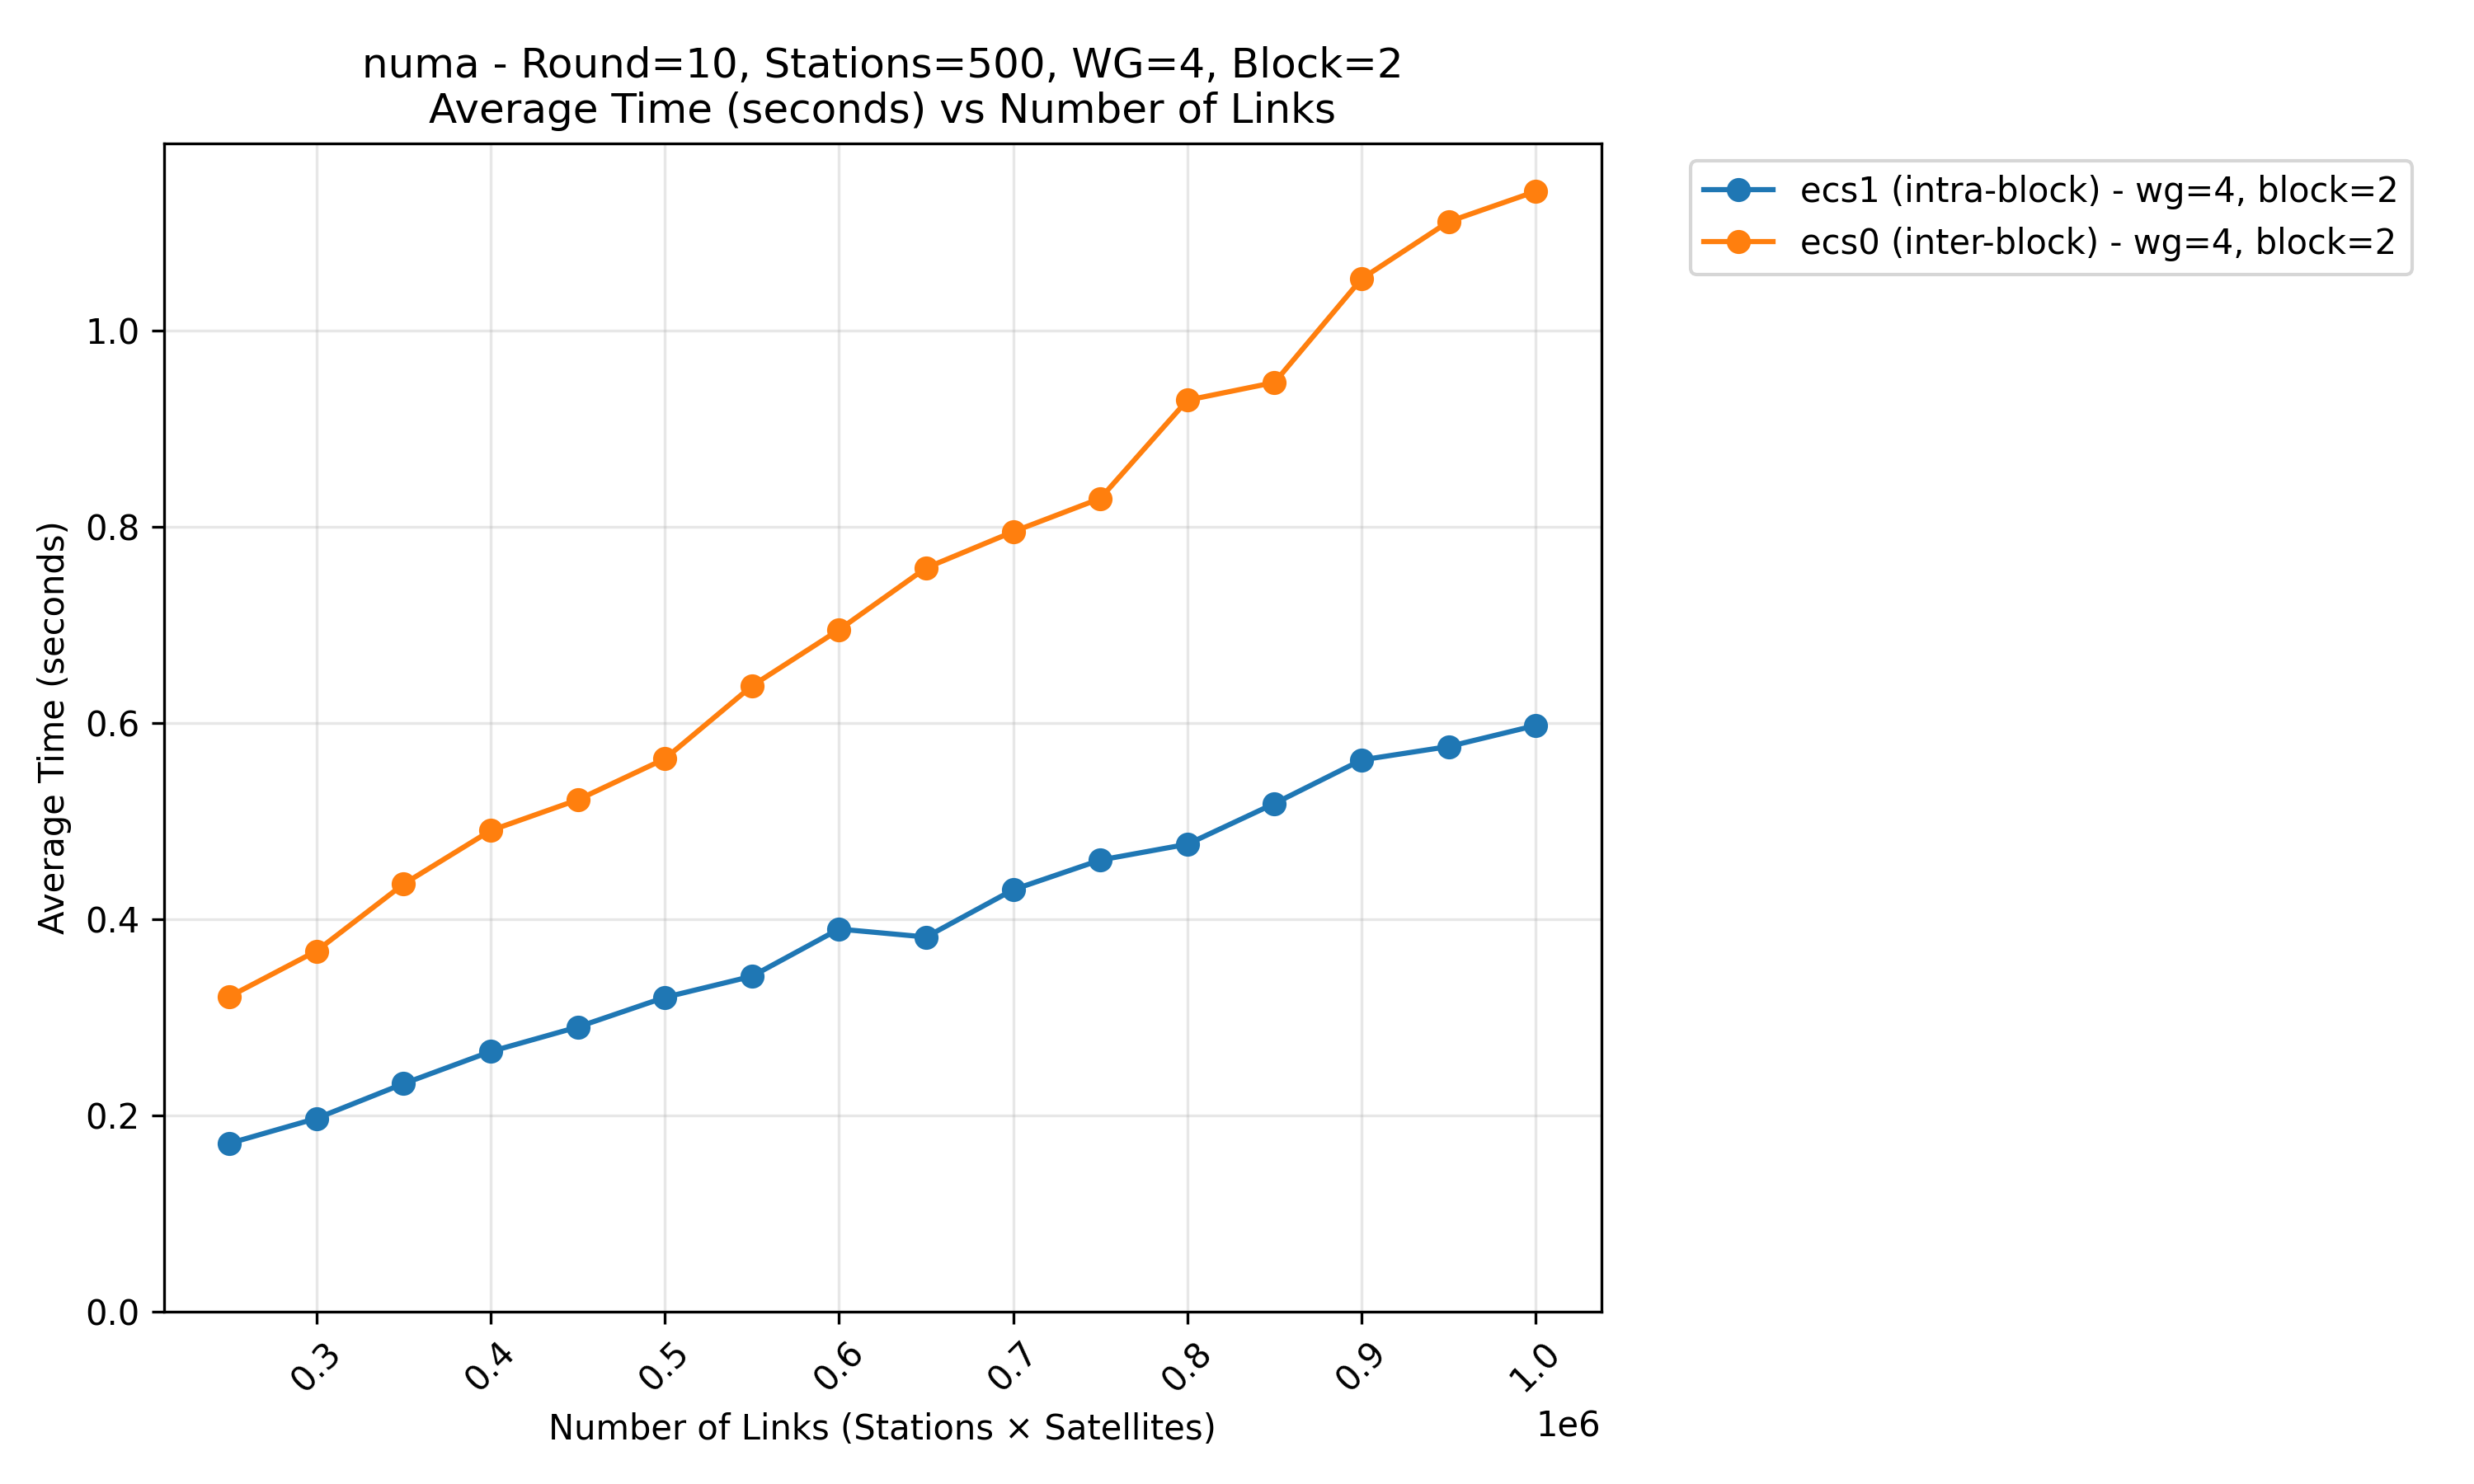 numa - Round=10, Stations=500, WG=4, Block=2
Average Time (seconds) vs Number of Links
ecs1 (intra-block) - wg=4, block=2
ecs0 (inter-block) - wg=4, block=2
Average Time (seconds)
1.0
0.8
0.6
0.4
0.2
0.0
0.3
0.4
0.5
0.6
0.7
0.8
0.9
1.0
1e6
Number of Links (Stations × Satellites)